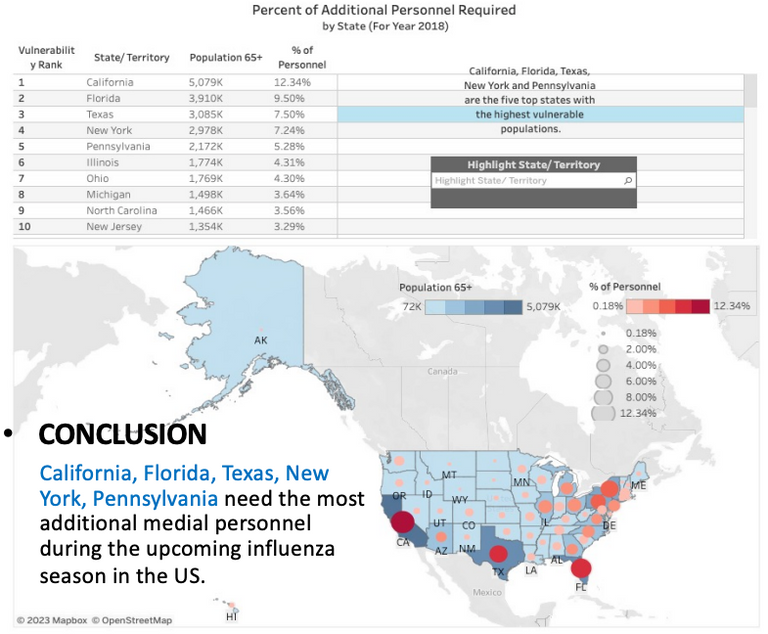 Percent of Additional Personnel Required
by State (For Year 2018)
Vulnerabilit
y Rank
State/ Territory
Population 65+
% of
Personnel
1 California 5,079K 12.34%
2 Florida 3,910K 9.50%
3 Texas 3,085K 7.50%
4 New York 2,978K 7.24%
5 Pennsylvania 2,172K 5.28%
6 Illinois 1,774K 4.31%
7 Ohio 1,769K 4.30%
8 Michigan 1,498K 3.64%
9 North Carolina 1,466K 3.56%
10 New Jersey 1,354K 3.29%
California, Florida, Texas,
New York and Pennsylvania
are the five top states with
the highest vulnerable
populations.
Highlight State/ Territory
Highlight State/ Territory
Population 65+
72K 5,079K
% of Personnel
0.18% 12.34%
0.18%
2.00%
4.00%
6.00%
8.00%
12.34%
AK
Canada
• CONCLUSION
California, Florida, Texas, New
York, Pennsylvania need the most
additional medial personnel
during the upcoming influenza
season in the US.
MT
MN
ME
OR
ID
WY
UT
CO
IL
DE
CA
AZ
NM
AL
TX
LA
FL
Mexico
HI
© 2023 Mapbox © OpenStreetMap